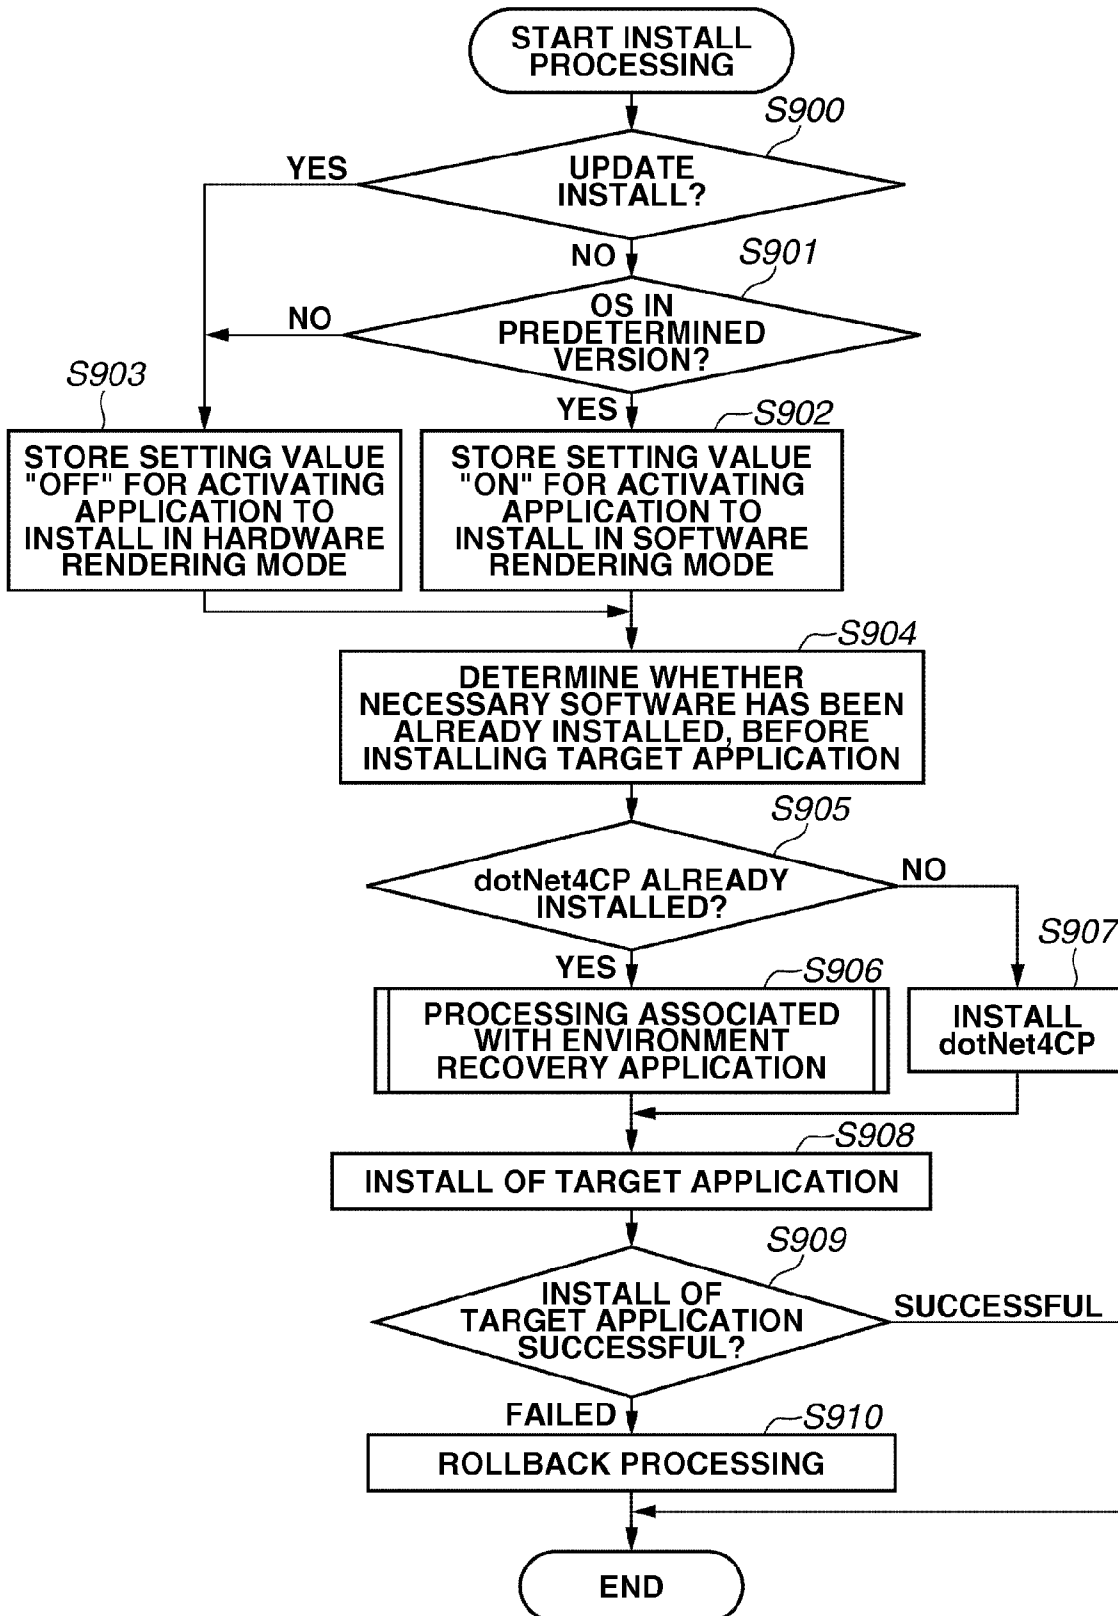 START INSTALL
PROCESSING
S900
YES
UPDATE
INSTALL?
NO
S901
NO
OS IN
PREDETERMINED
VERSION?
S903
YES
S902
STORE SETTING VALUE
"OFF" FOR ACTIVATING
APPLICATION TO
INSTALL IN HARDWARE
RENDERING MODE
STORE SETTING VALUE
"ON" FOR ACTIVATING
APPLICATION TO
INSTALL IN SOFTWARE
RENDERING MODE
S904
DETERMINE WHETHER
NECESSARY SOFTWARE HAS BEEN
ALREADY INSTALLED, BEFORE
INSTALLING TARGET APPLICATION
S905
dotNet4CP ALREADY
INSTALLED?
NO
YES
S906
S907
PROCESSING ASSOCIATED
WITH ENVIRONMENT
RECOVERY APPLICATION
INSTALL
dotNet4CP
S908
INSTALL OF TARGET APPLICATION
S909
INSTALL OF
TARGET APPLICATION
SUCCESSFUL?
SUCCESSFUL
FAILED
S910
ROLLBACK PROCESSING
END